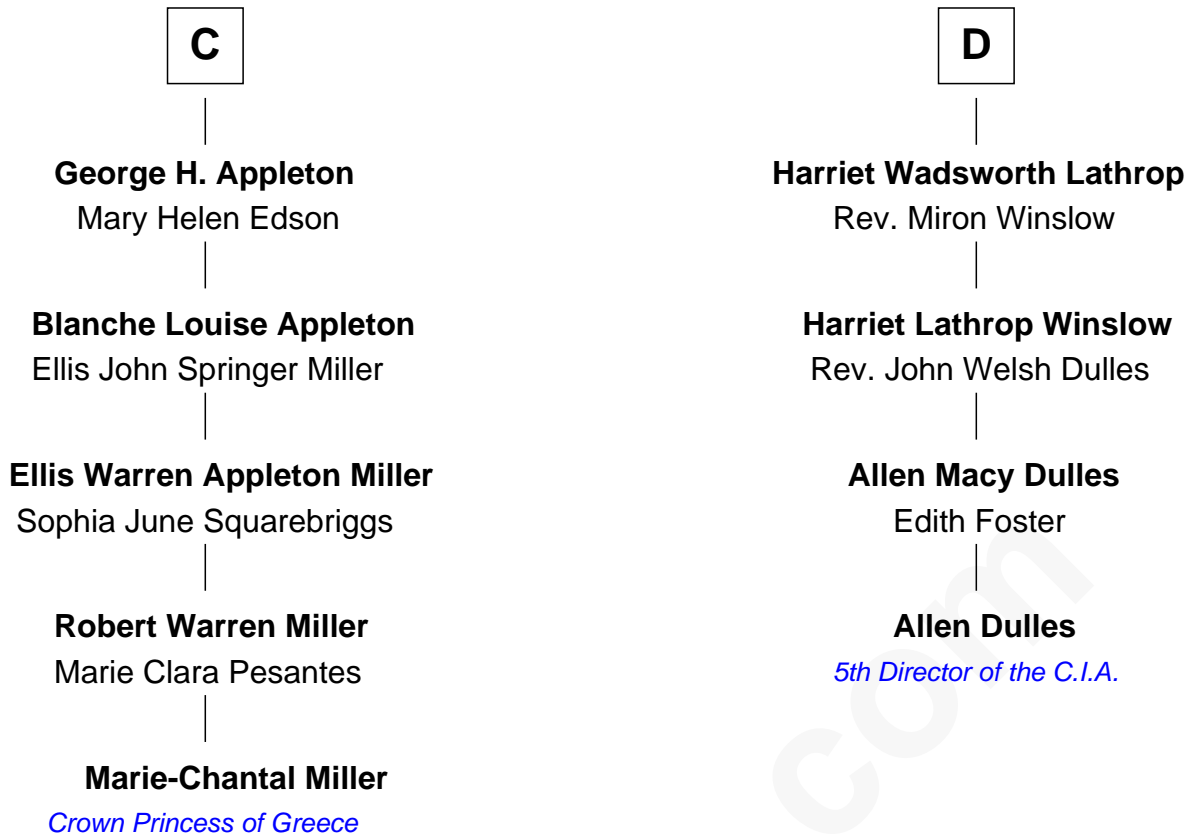 C
George H. Appleton
Mary Helen Edson
Blanche Louise Appleton
Ellis John Springer Miller
Ellis Warren Appleton Miller
Sophia June Squarebriggs
Robert Warren Miller
Marie Clara Pesantes
Marie-Chantal Miller
Crown Princess of Greece
D
Harriet Wadsworth Lathrop
Rev. Miron Winslow
Harriet Lathrop Winslow
Rev. John Welsh Dulles
Allen Macy Dulles
Edith Foster
Allen Dulles
5th Director of the C.I.A.
com